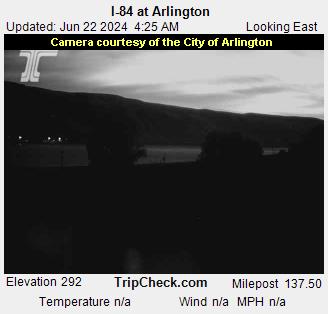 I-84 at Arlington
Updated: Jun 22 2024 4:25 AM Looking East
Camera courtesy of the City of Arlington
Elevation 292 TripCheck.com Milepost 137.50
Temperature n/a Wind n/a MPH n/a